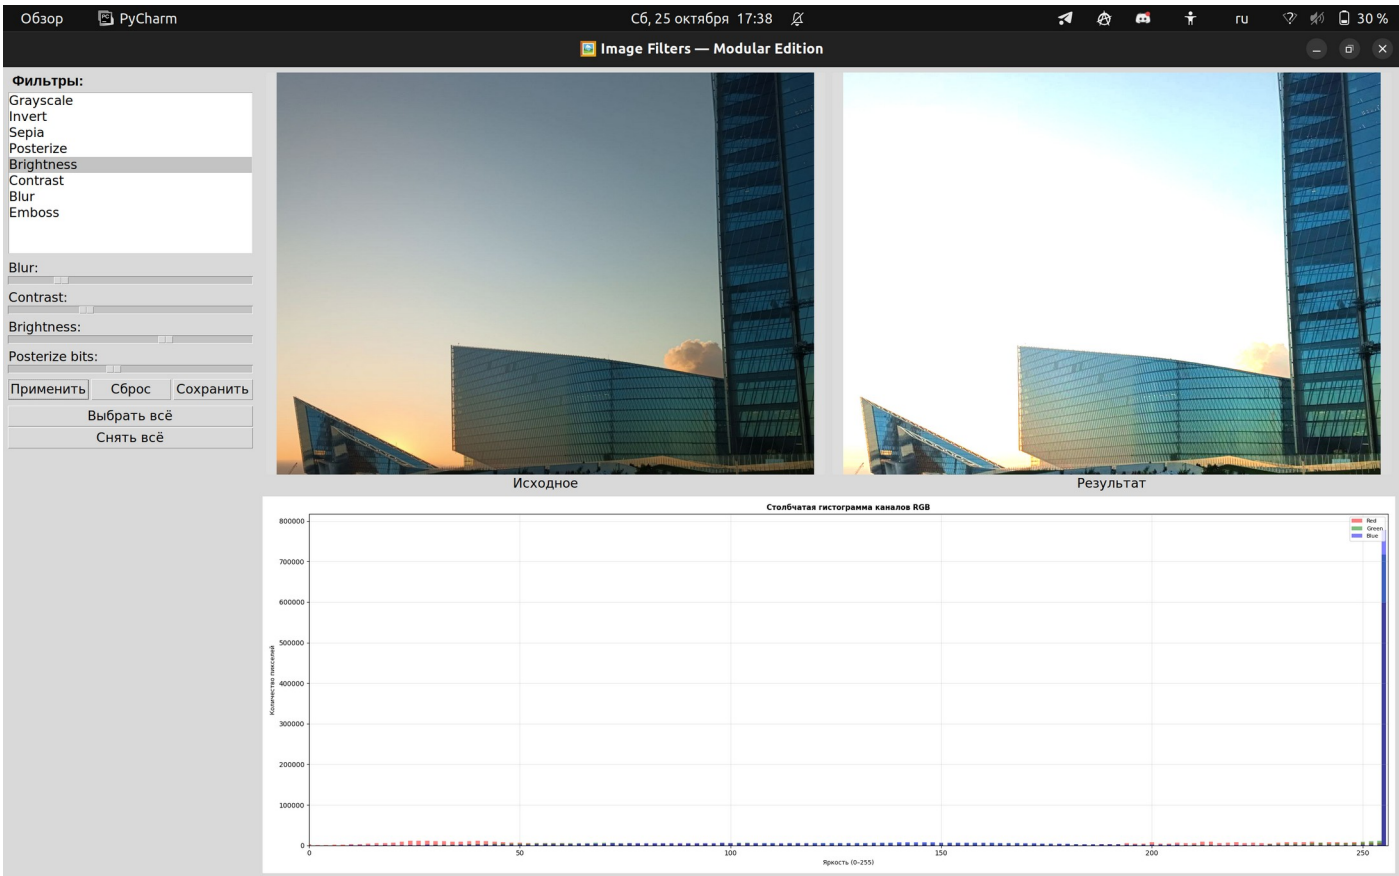 Обзор PyCharm Сб, 25 октября 17:38 ru 30 %
Image Filters — Modular Edition
Фильтры:
Grayscale
Invert
Sepia
Posterize
Brightness
Contrast
Blur
Emboss
Blur:
Contrast:
Brightness:
Posterize bits:
Применить Сброс Сохранить
Выбрать всё
Снять всё
Исходное
Результат
Столбчатая гистограмма каналов RGB
Red
Green
Blue
800000
700000
600000
500000
400000
300000
200000
100000
0
Количество пикселей
0 50 100 150 200 250
Яркость (0–255)